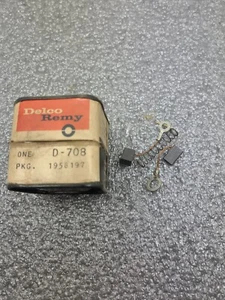 Delco
Remy
ONE D-708
PKG. 1958197